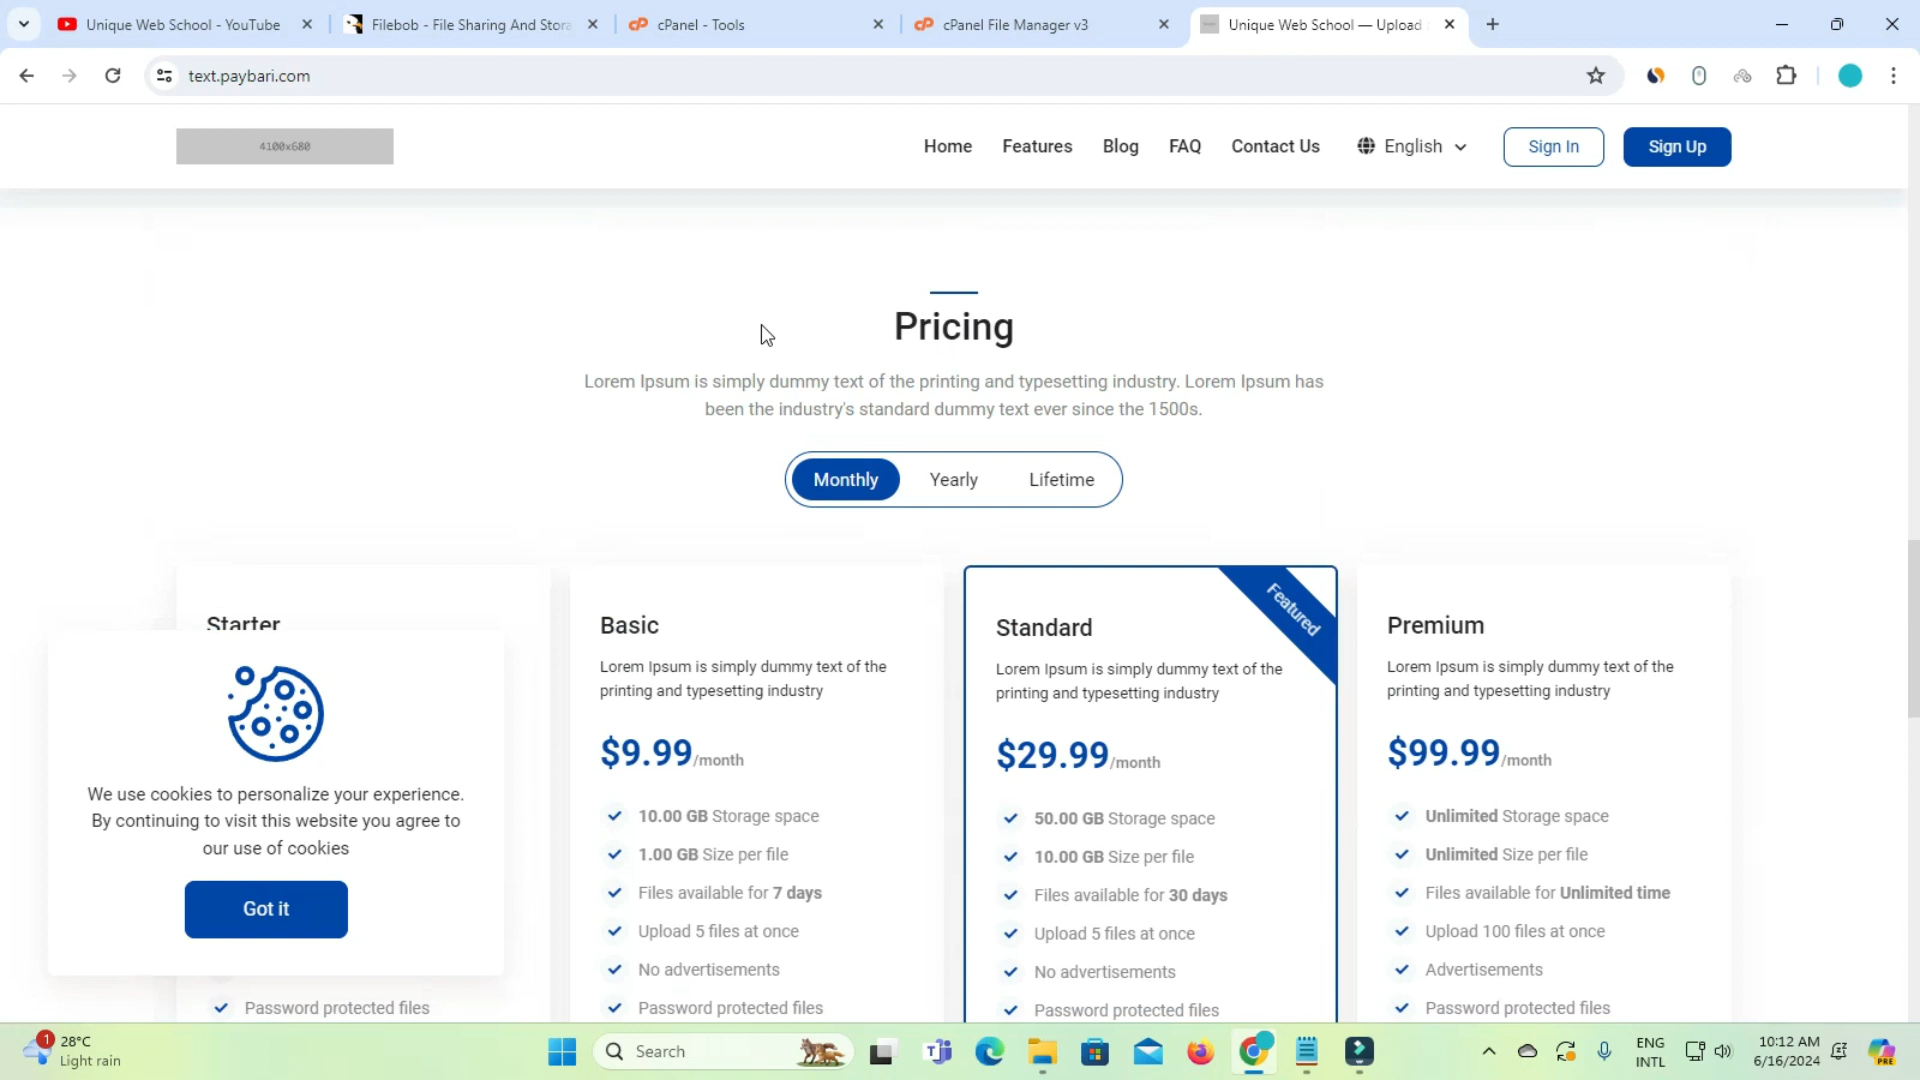 Unique Web School - YouTube
Filebob - File Sharing And Stora
cPanel - Tools
cPanel File Manager v3
Unique Web School — Upload
text.paybari.com
4100x680
Home
Features
Blog
FAQ
Contact Us
English
Sign In
Sign Up
Pricing
Lorem Ipsum is simply dummy text of the printing and typesetting industry. Lorem Ipsum has
been the industry's standard dummy text ever since the 1500s.
Monthly
Yearly
Lifetime
Starter
We use cookies to personalize your experience.
By continuing to visit this website you agree to
our use of cookies
Got it
Password protected files
Basic
Lorem Ipsum is simply dummy text of the
printing and typesetting industry
$9.99/month
10.00 GB Storage space
1.00 GB Size per file
Files available for 7 days
Upload 5 files at once
No advertisements
Password protected files
Standard
Featured
Lorem Ipsum is simply dummy text of the
printing and typesetting industry
$29.99/month
50.00 GB Storage space
10.00 GB Size per file
Files available for 30 days
Upload 5 files at once
No advertisements
Password protected files
Premium
Lorem Ipsum is simply dummy text of the
printing and typesetting industry
$99.99/month
Unlimited Storage space
Unlimited Size per file
Files available for Unlimited time
Upload 100 files at once
Advertisements
Password protected files
1
28°C
Light rain
Search
ENG
INTL
10:12 AM
6/16/2024
PRE